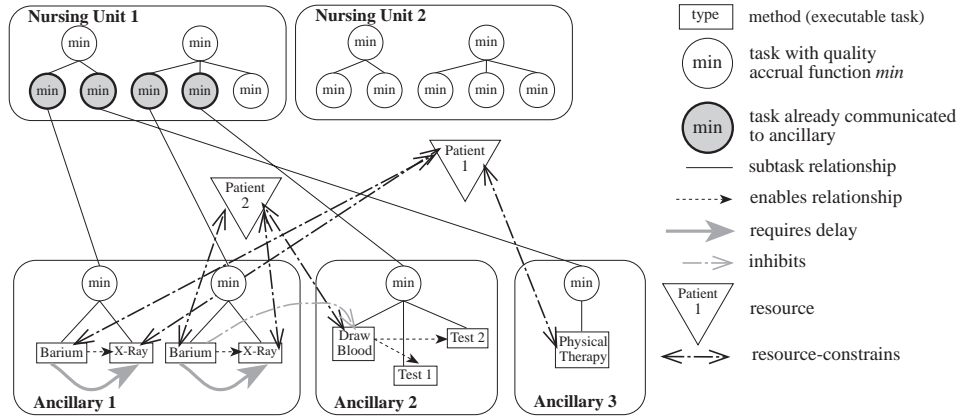 Nursing Unit 1
min
min
min
min
min
min
min
Nursing Unit 2
min
min
min
min
min
min
min
type
method (executable task)
min
task with quality
accrual function min
min
task already communicated
to ancillary
subtask relationship
enables relationship
requires delay
inhibits
Patient
1
resource
resource-constrains
Patient
1
Patient
2
min
min
Barium
X-Ray
Barium
X-Ray
Ancillary 1
min
Draw
Blood
Test 2
Test 1
Ancillary 2
min
Physical
Therapy
Ancillary 3